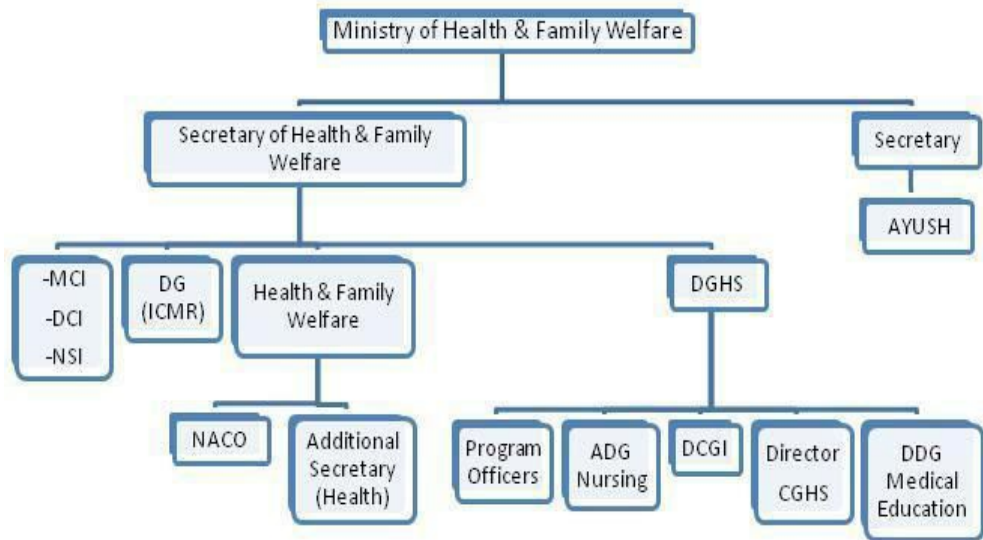 Ministry of Health & Family Welfare
Secretary of Health & Family
Welfare
Secretary
AYUSH
-MCI
-DCI
-NSI
DG
(ICMR)
Health & Family
Welfare
DGHS
NACO
Additional
Secretary
(Health)
Program
Officers
ADG
Nursing
DCGI
Director
CGHS
DDG
Medical
Education